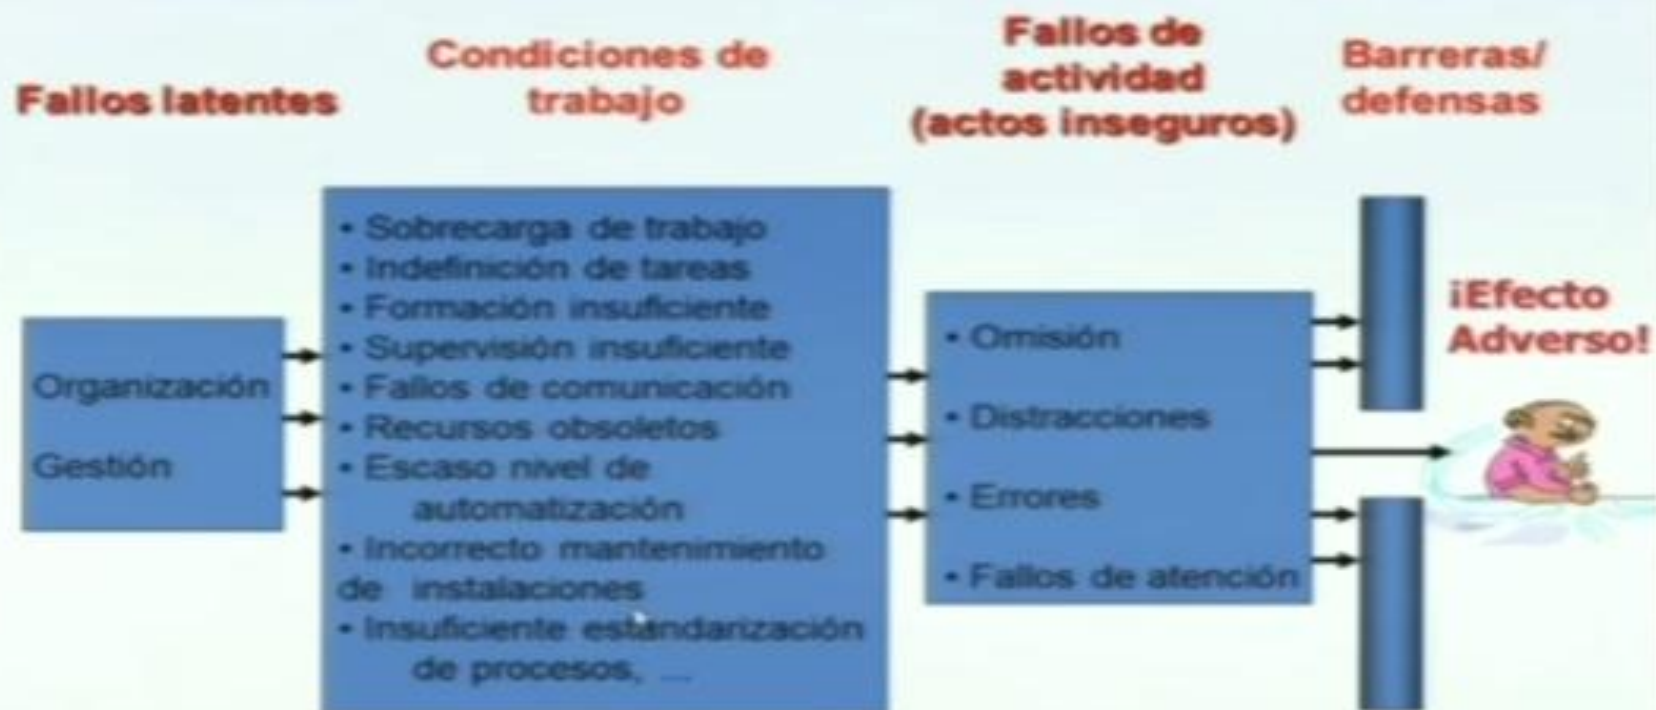 Fallos latentes
Condiciones de
trabajo
Fallos de
actividad
(actos inseguros)
Barreras/
defensas
Organización
Gestión
• Sobrecarga de trabajo
• Indefinición de tareas
• Formación insuficiente
• Supervisión insuficiente
• Fallos de comunicación
• Recursos obsoletos
• Escaso nivel de
automatización
• Incorrecto mantenimiento
de instalaciones
• Insuficiente estandarización
de procesos, ...
• Omisión
• Distracciones
• Errores
• Fallos de atención
¡Efecto
Adverso!